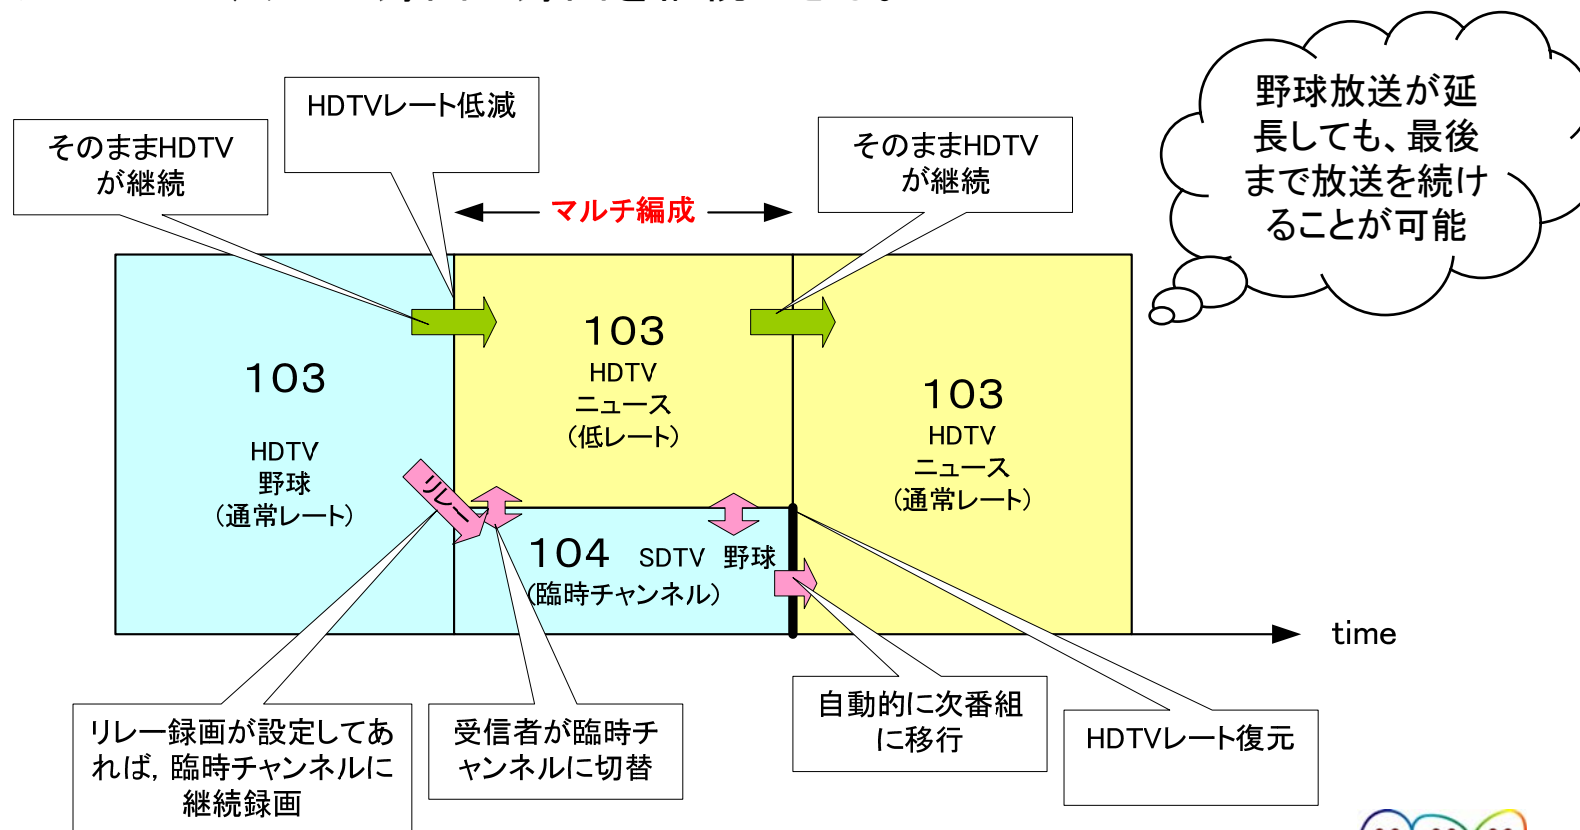 HDTVレート低減
そのままHDTV
が継続
そのままHDTV
が継続
野球放送が延
長しても、最後
まで放送を続け
ることが可能
マルチ編成
103
HDTV
野球
(通常レート)
103
HDTV
ニュース
(低レート)
103
HDTV
ニュース
(通常レート)
リレー
104 SDTV 野球
(臨時チャンネル)
time
リレー録画が設定してあ
れば, 臨時チャンネルに
継続録画
受信者が臨時チ
ャンネルに切替
自動的に次番組
に移行
HDTVレート復元